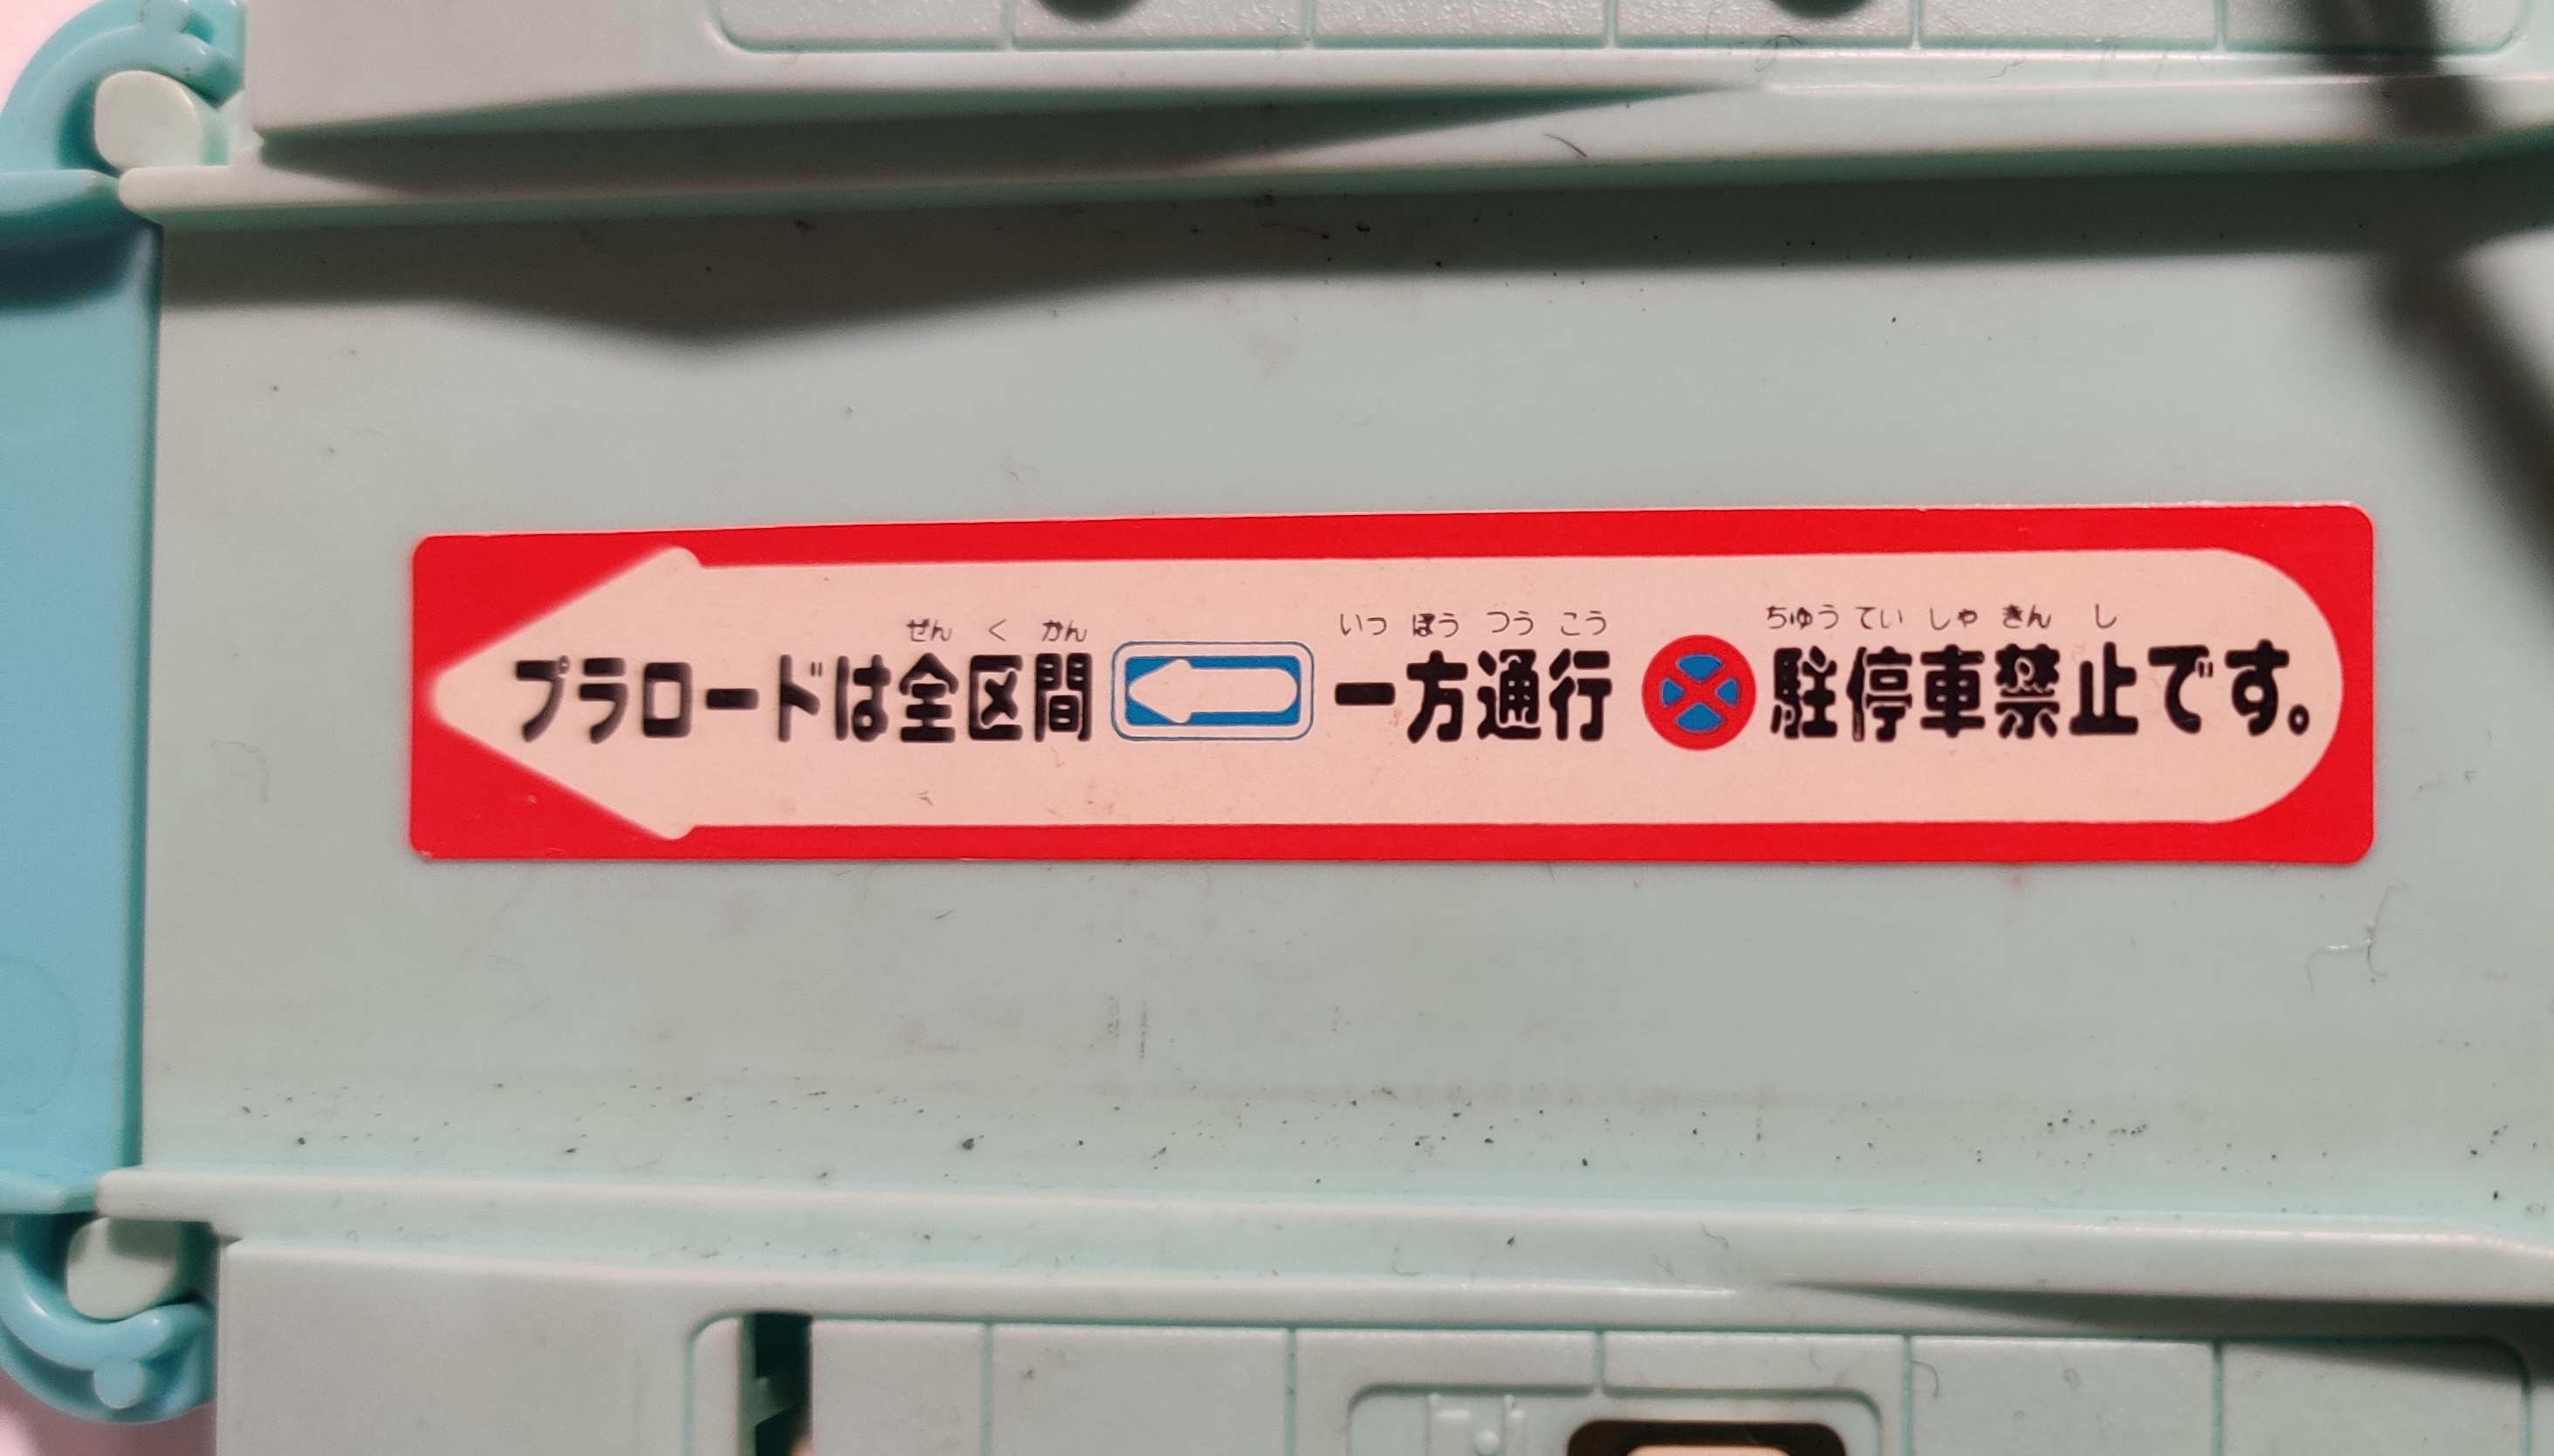 ぜん く かん いっ ぽう つう こう ちゅう てい しゃ きん し
プラロードは全区間 一方通行 駐停車禁止です。